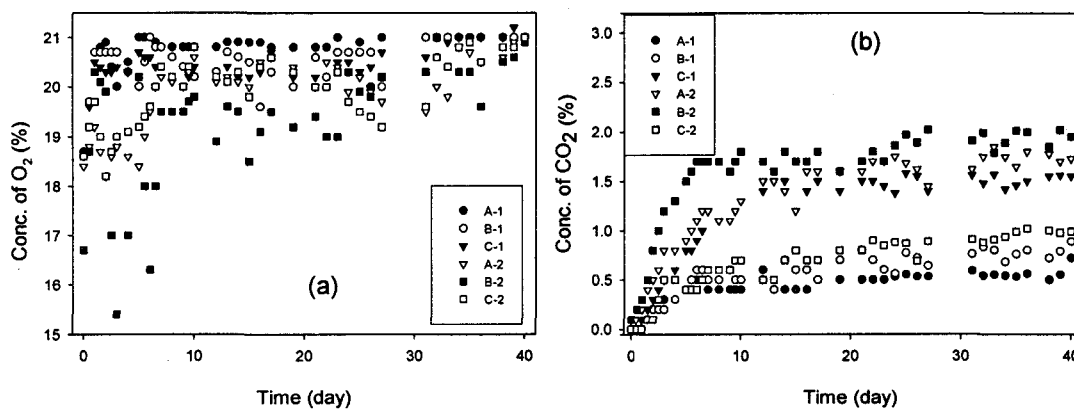 Conc. of O2 (%)
21
20
19
18
17
16
15
0
10
20
30
40
Time (day)
(a)
A-1
B-1
C-1
A-2
B-2
C-2
Conc. of CO2 (%)
3.0
2.5
2.0
1.5
1.0
0.5
0.0
0
10
20
30
40
Time (day)
(b)
A-1
B-1
C-1
A-2
B-2
C-2